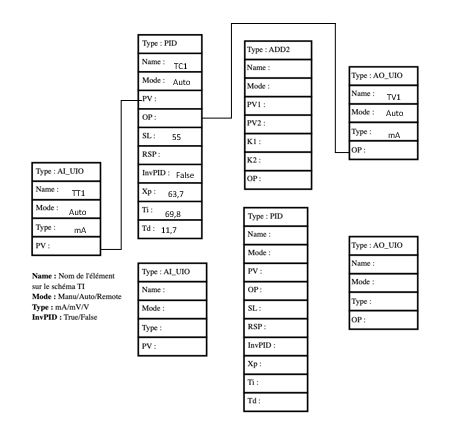 Type : PID
Name : TC1
Mode : Auto
PV :
OP :
SL : 55
RSP :
InvPID : False
Xp : 63,7
Ti : 69,8
Td : 11,7
Type : ADD2
Name :
Mode :
PV1 :
PV2 :
K1 :
K2 :
OP :
Type : AO_UIO
Name : TV1
Mode : Auto
Type : mA
OP :
Type : AI_UIO
Name : TT1
Mode : Auto
Type : mA
PV :
Name : Nom de l'élément
sur le schéma TI
Mode : Manu/Auto/Remote
Type : mA/mV/V
InvPID : True/False
Type : AI_UIO
Name :
Mode :
Type :
PV :
Type : PID
Name :
Mode :
PV :
OP :
SL :
RSP :
InvPID :
Xp :
Ti :
Td :
Type : AO_UIO
Name :
Mode :
Type :
OP :